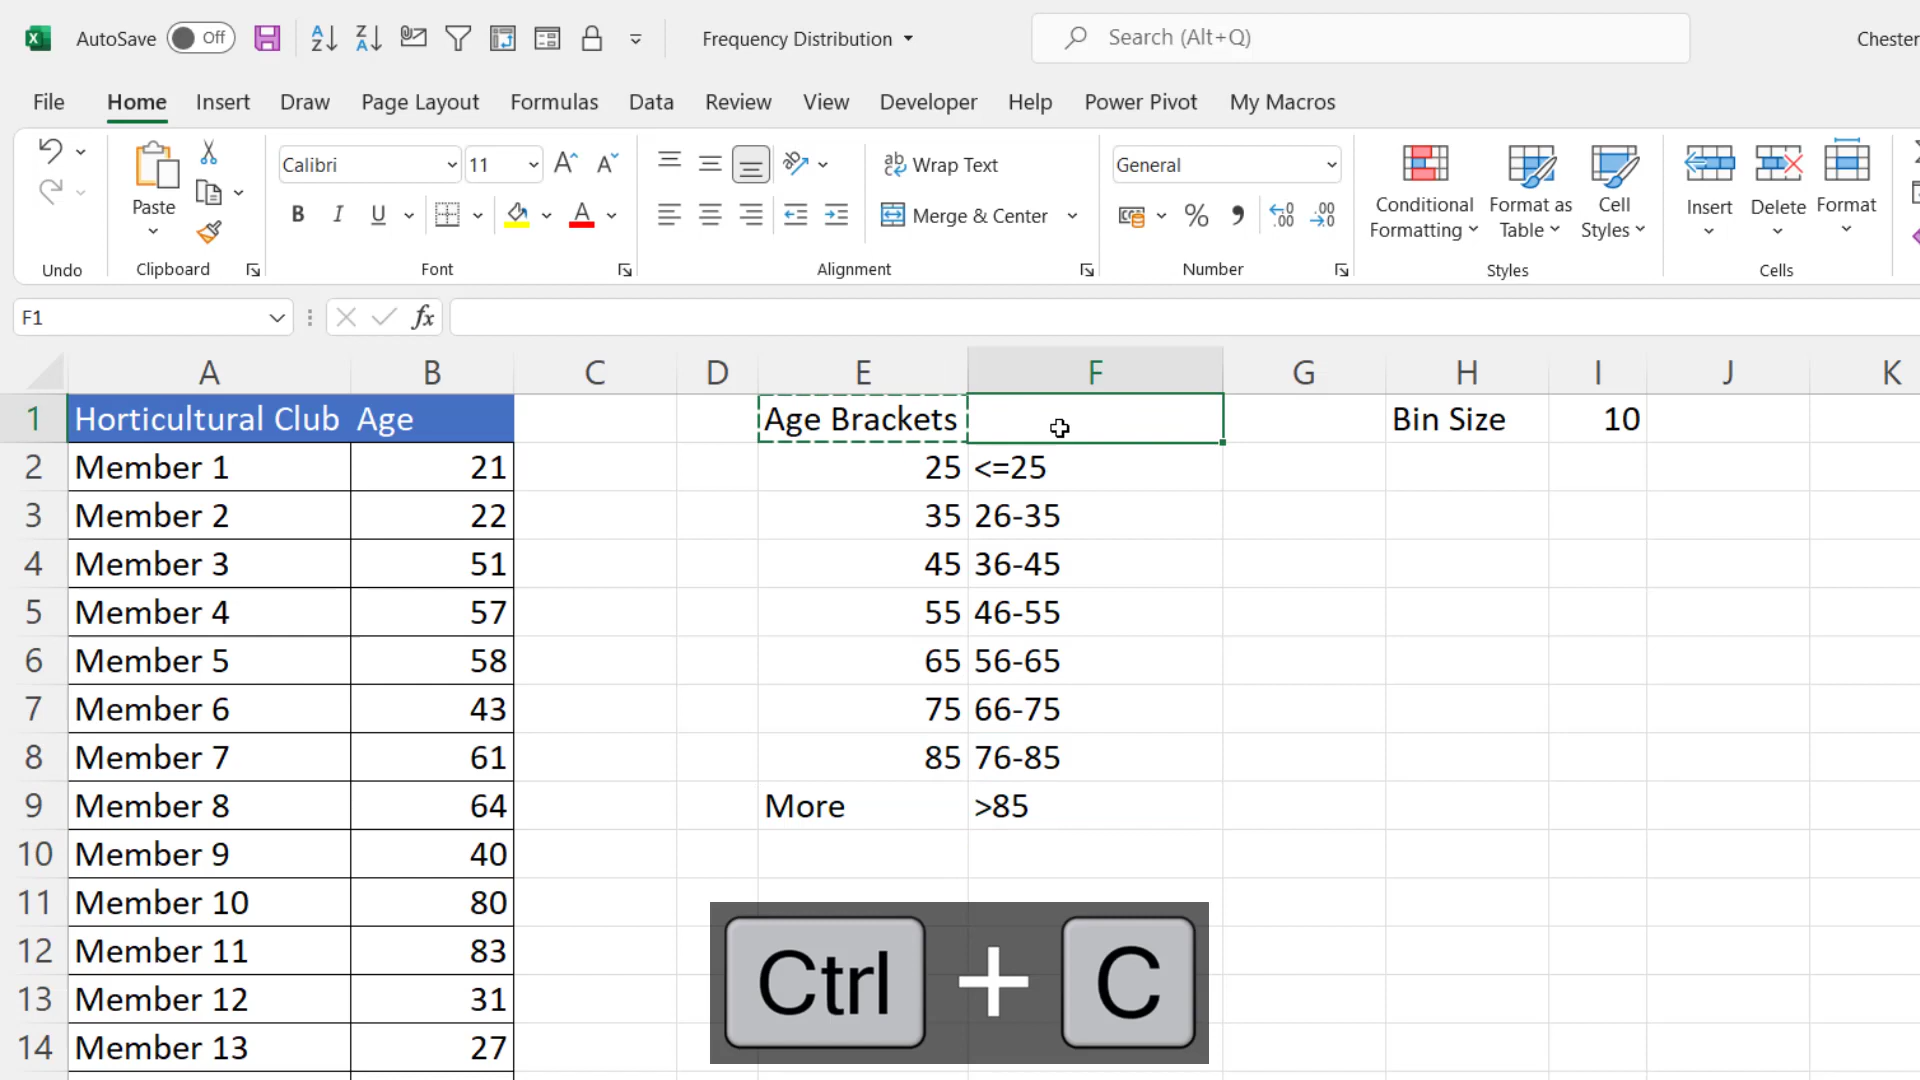 AutoSave Off Frequency Distribution Search (Alt+Q) Chester
File Home Insert Draw Page Layout Formulas Data Review View Developer Help Power Pivot My Macros
Calibri 11 Wrap Text General
Paste Conditional Format as Cell Insert Delete Format
B I U Merge & Center % Formatting Table Styles
Undo Clipboard Font Alignment Number Styles Cells
F1 fx
A B C D E F G H I J K
1 Horticultural Club Age Age Brackets Bin Size 10
2 Member 1 21 25 <=25
3 Member 2 22 35 26-35
4 Member 3 51 45 36-45
5 Member 4 57 55 46-55
6 Member 5 58 65 56-65
7 Member 6 43 75 66-75
8 Member 7 61 85 76-85
9 Member 8 64 More >85
10 Member 9 40
11 Member 10 80
12 Member 11 83
13 Member 12 31
14 Member 13 27
Ctrl + C